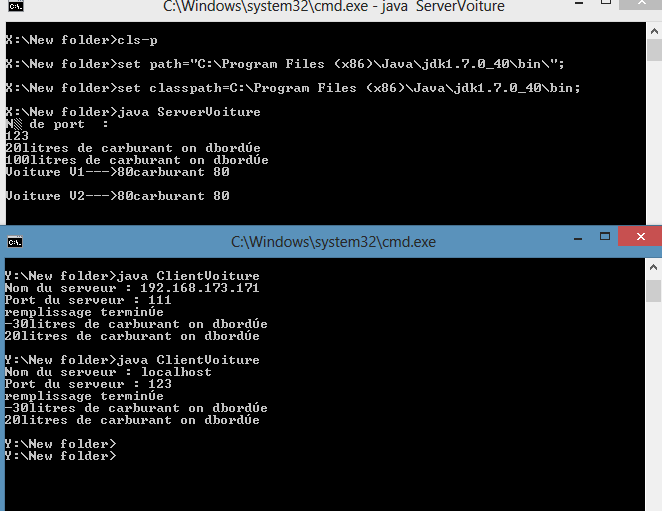 C:\Windows\system32\cmd.exe - java ServerVoiture
X:\New folder>cls-p
X:\New folder>set path="C:\Program Files (x86)\Java\jdk1.7.0_40\bin\";
X:\New folder>set classpath=C:\Program Files (x86)\Java\jdk1.7.0_40\bin;
X:\New folder>java ServerVoiture
N▒ de port :
123
20litres de carburant on dbordÚe
100litres de carburant on dbordÚe
Voiture V1--->80carburant 80
Voiture V2--->80carburant 80
C:\Windows\system32\cmd.exe
Y:\New folder>java ClientVoiture
Nom du serveur : 192.168.173.171
Port du serveur : 111
remplissage terminÚe
-30litres de carburant on dbordÚe
20litres de carburant on dbordÚe
Y:\New folder>java ClientVoiture
Nom du serveur : localhost
Port du serveur : 123
remplissage terminÚe
-30litres de carburant on dbordÚe
20litres de carburant on dbordÚe
Y:\New folder>
Y:\New folder>